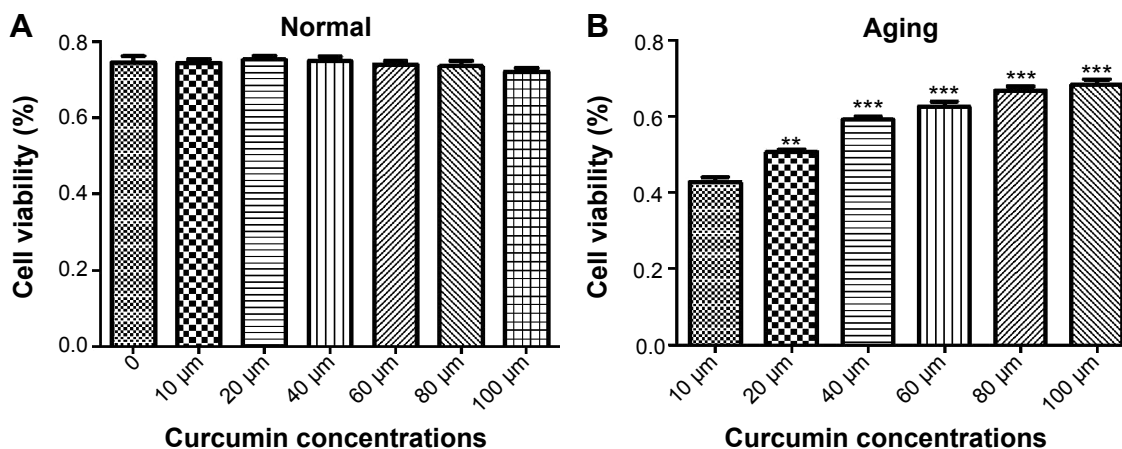 A
Normal
Cell viability (%)
0.8
0.6
0.4
0.2
0.0
0
10 µm
20 µm
40 µm
60 µm
80 µm
100 µm
Curcumin concentrations
B
Aging
Cell viability (%)
0.8
0.6
0.4
0.2
0.0
**
***
***
***
***
10 µm
20 µm
40 µm
60 µm
80 µm
100 µm
Curcumin concentrations